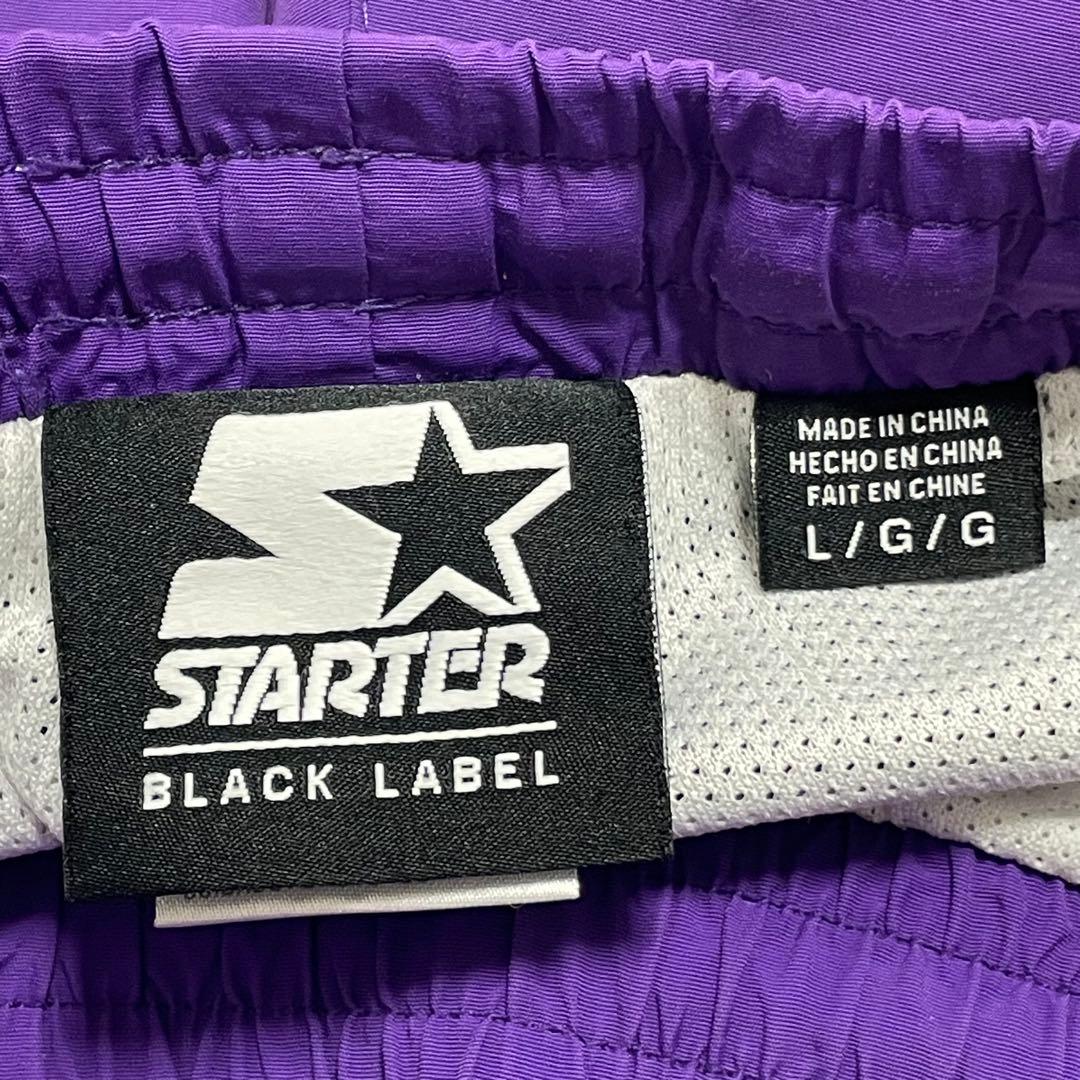 STARTER
BLACK LABEL
MADE IN CHINA
HECHO EN CHINA
FAIT EN CHINE
L/G/G